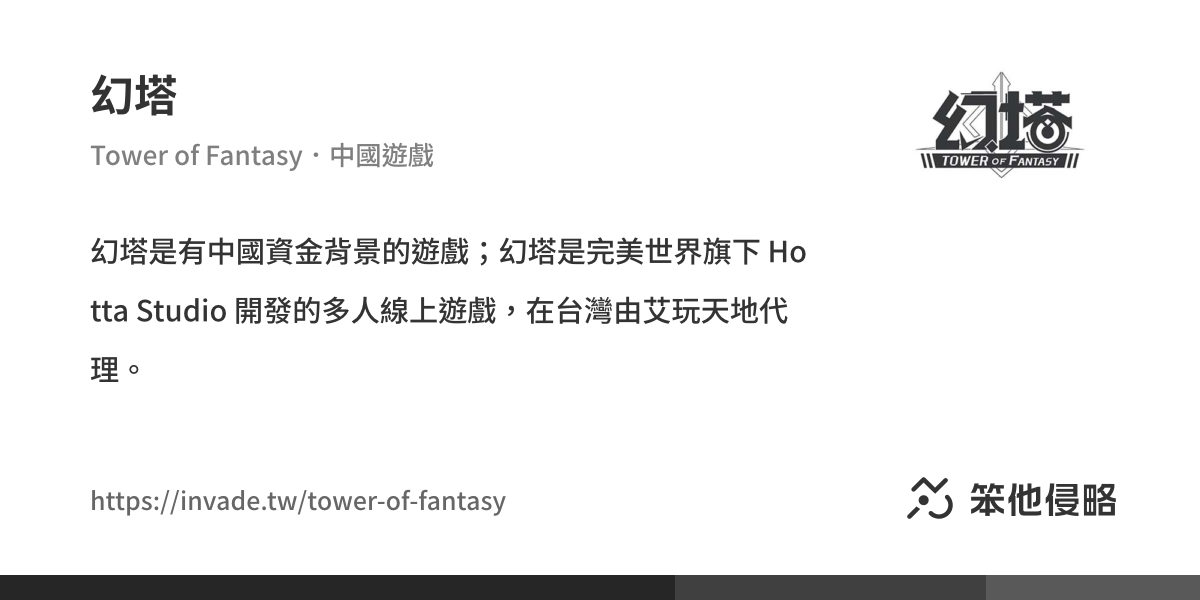 幻塔
幻塔
TOWER OF FANTASY
Tower of Fantasy・中國遊戲
幻塔是有中國資金背景的遊戲；幻塔是完美世界旗下 Ho
tta Studio 開發的多人線上遊戲，在台灣由艾玩天地代
理。
https://invade.tw/tower-of-fantasy
笨他侵略